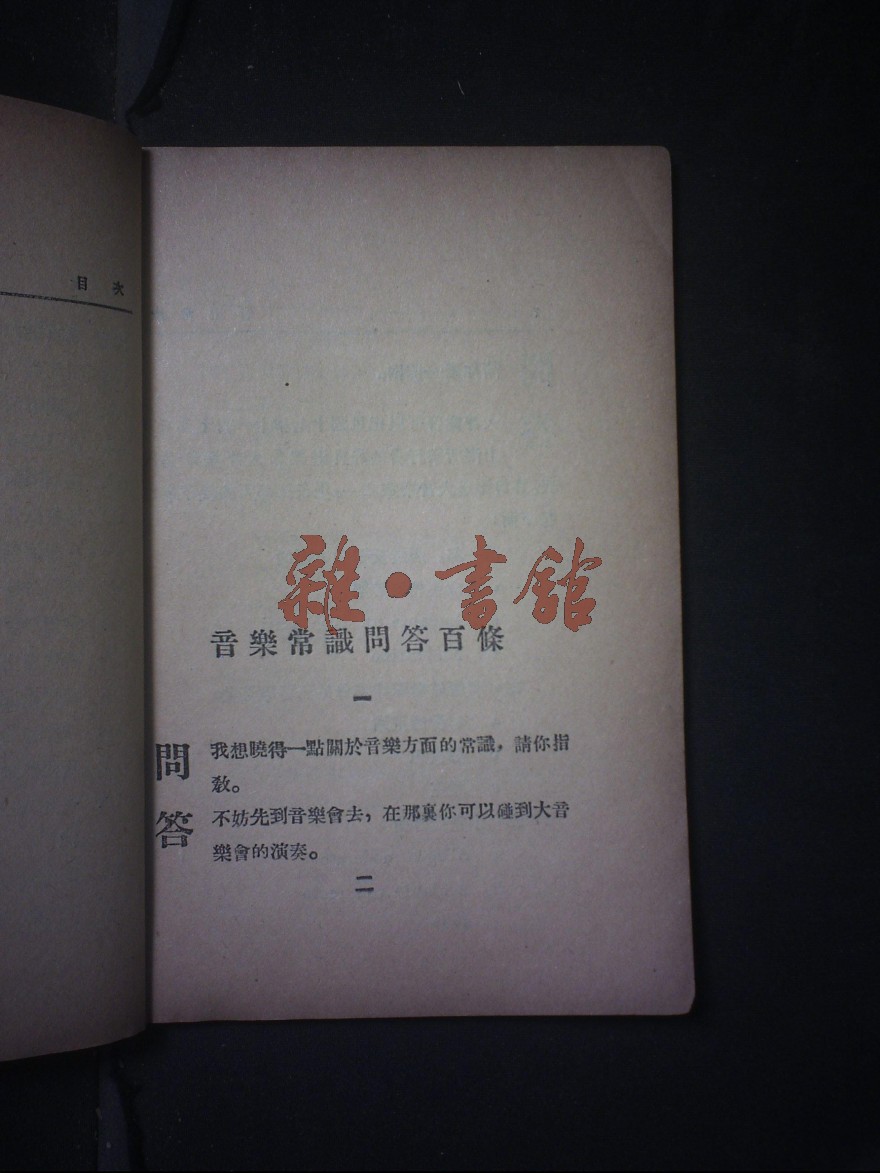 目 次
雜·書館
音樂常識問答百條
一
問 我想曉得一點關於音樂方面的常識，請你指
教。
答 不妨先到音樂會去，在那裏你可以碰到大音
樂會的演奏。
二